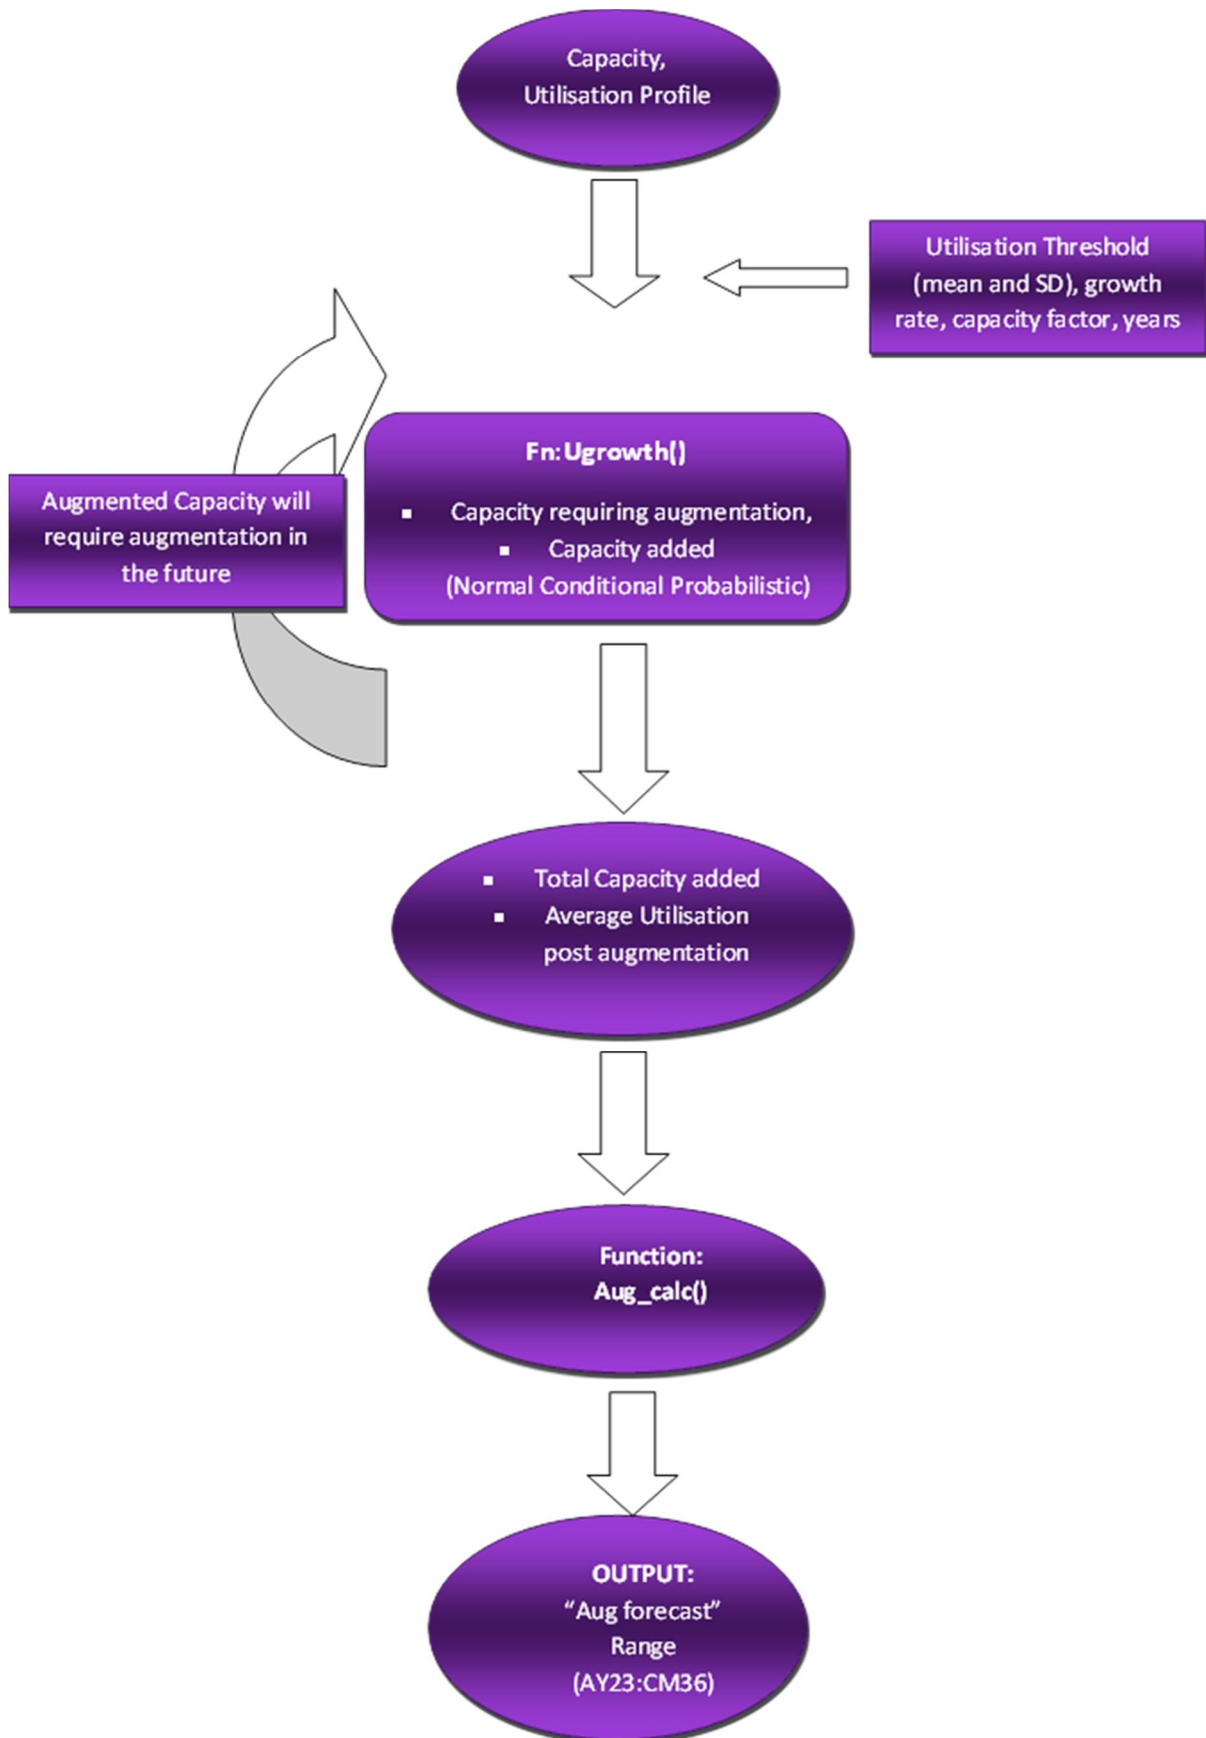 Capacity,
Utilisation Profile
Utilisation Threshold
(mean and SD), growth
rate, capacity factor, years
Fn: Ugrowth()
▪ Capacity requiring augmentation,
▪ Capacity added
(Normal Conditional Probabilistic)
Augmented Capacity will
require augmentation in
the future
▪ Total Capacity added
▪ Average Utilisation
post augmentation
Function:
Aug_calc()
OUTPUT:
“Aug forecast”
Range
(AY23:CM36)